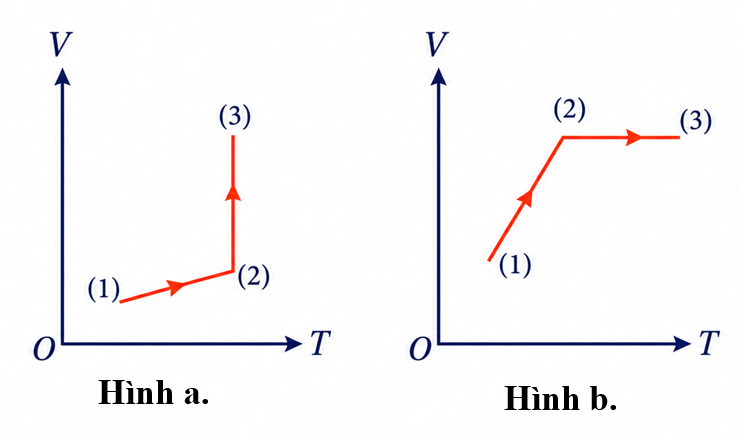 V
(3)
(1)
(2)
O
T
Hình a.
V
(2)
(3)
(1)
O
T
Hình b.